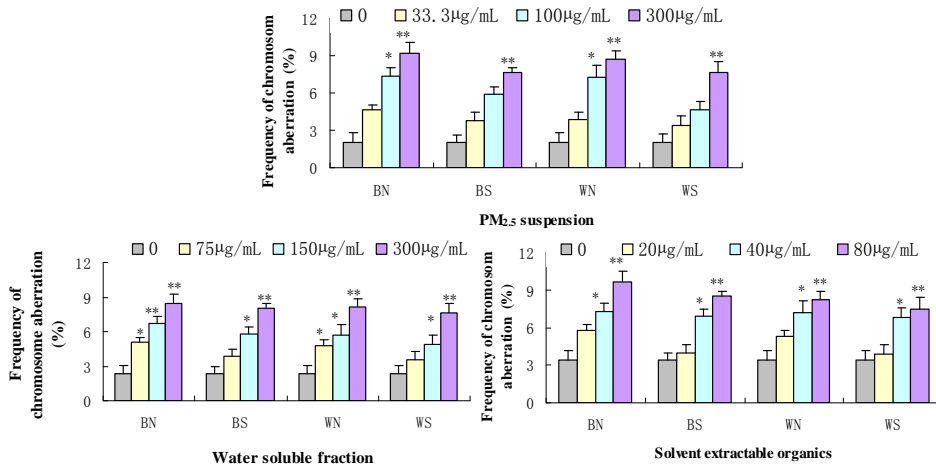 0 33.3μg/mL 100μg/mL 300μg/mL
Frequency of chromosom
aberration (%)
12
9
6
3
0
* ** ** * ** **
BN BS WN WS
PM2.5 suspension
0 75μg/mL 150μg/mL 300μg/mL
Frequency of
chromosome aberration
(%)
12
9
6
3
0
* ** ** * ** * * ** * **
BN BS WN WS
Water soluble fraction
0 20μg/mL 40μg/mL 80μg/mL
Frequency of chromosom
aberration (%)
12
9
6
3
0
* ** * ** * ** * **
BN BS WN WS
Solvent extractable organics